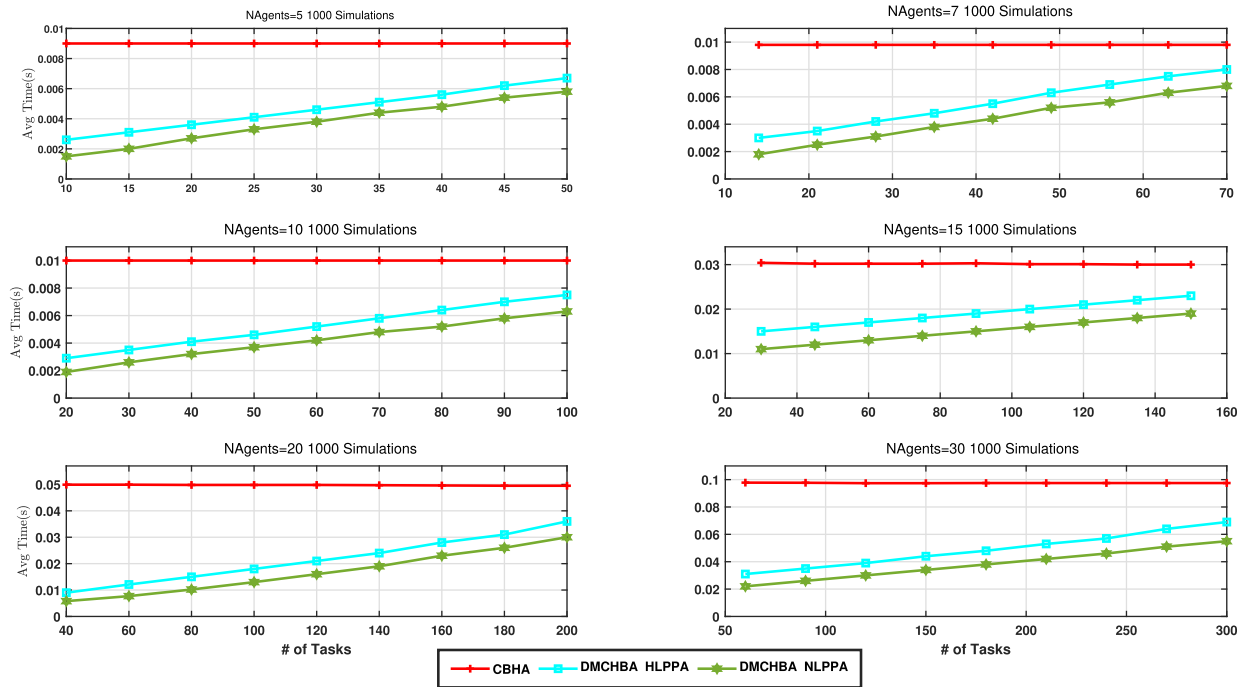 NAgents=5 1000 Simulations
0.01
0.008
0.006
0.004
0.002
0
Avg Time(s)
10 15 20 25 30 35 40 45 50
NAgents=7 1000 Simulations
0.01
0.008
0.006
0.004
0.002
0
10 20 30 40 50 60 70
NAgents=10 1000 Simulations
0.01
0.008
0.006
0.004
0.002
0
Avg Time(s)
20 30 40 50 60 70 80 90 100
NAgents=15 1000 Simulations
0.03
0.02
0.01
0
20 40 60 80 100 120 140 160
NAgents=20 1000 Simulations
0.05
0.04
0.03
0.02
0.01
0
Avg Time(s)
40 60 80 100 120 140 160 180 200
# of Tasks
NAgents=30 1000 Simulations
0.1
0.08
0.06
0.04
0.02
0
50 100 150 200 250 300
# of Tasks
CBHA DMCHBA HLPPA DMCHBA NLPPA